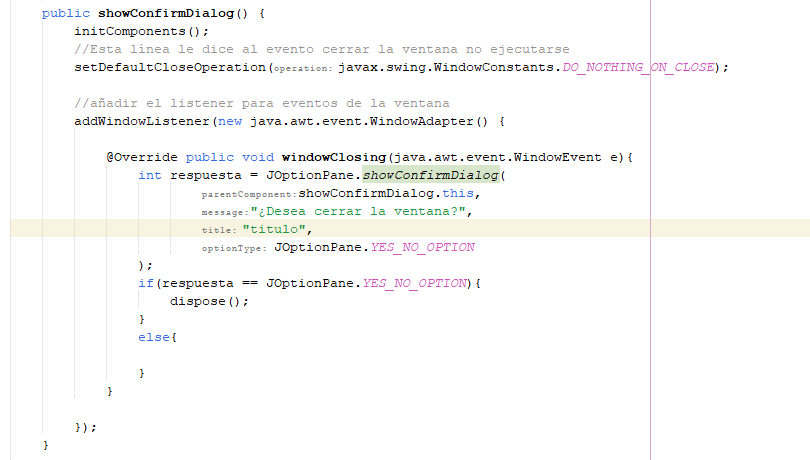 public showConfirmDialog() {
initComponents();
//Esta línea le dice al evento cerrar la ventana no ejecutarse
setDefaultCloseOperation(operation: javax.swing.WindowConstants.DO_NOTHING_ON_CLOSE);
//añadir el listener para eventos de la ventana
addWindowListener(new java.awt.event.WindowAdapter() {
@Override public void windowClosing(java.awt.event.WindowEvent e){
int respuesta = JOptionPane.showConfirmDialog(
parentComponent:showConfirmDialog.this,
message:"¿Desea cerrar la ventana?",
title: "titulo",
optionType: JOptionPane.YES_NO_OPTION
);
if(respuesta == JOptionPane.YES_NO_OPTION){
dispose();
}
else{
}
}
});
}